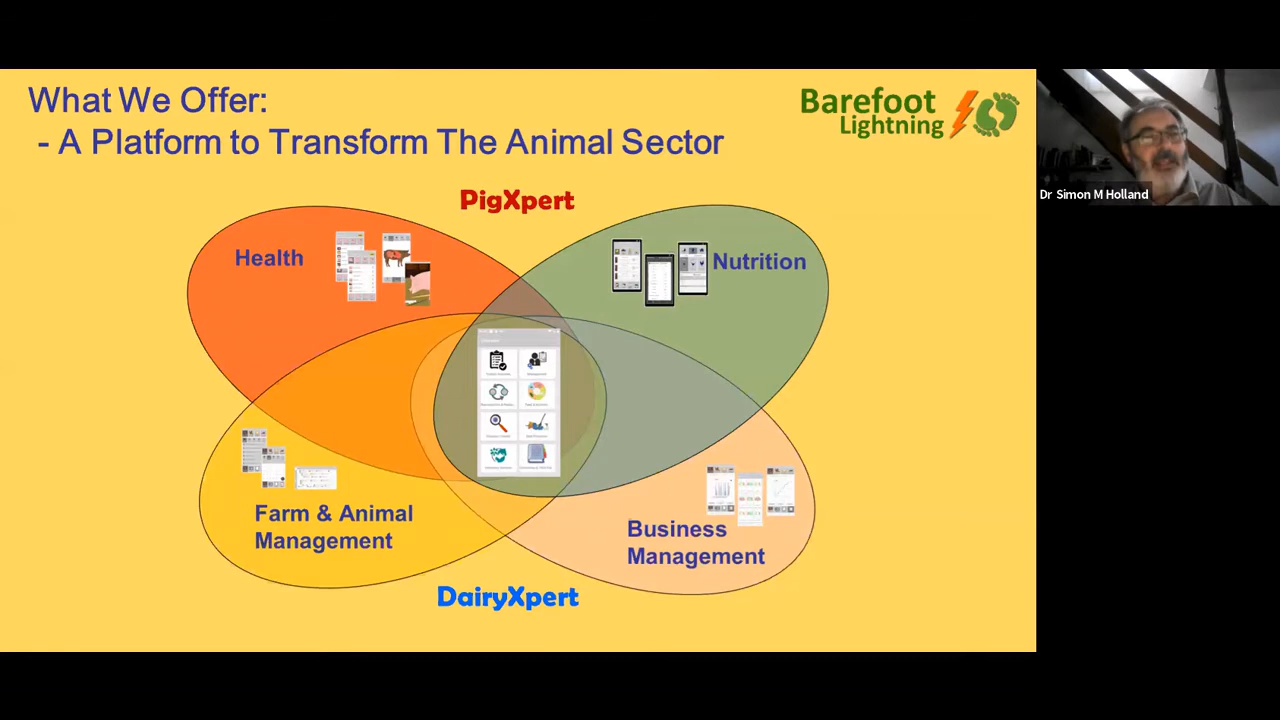 What We Offer:
- A Platform to Transform The Animal Sector
Barefoot
Lightning
Dr Simon M Holland
PigXpert
Health
Nutrition
Farm & Animal
Management
Business
Management
DairyXpert